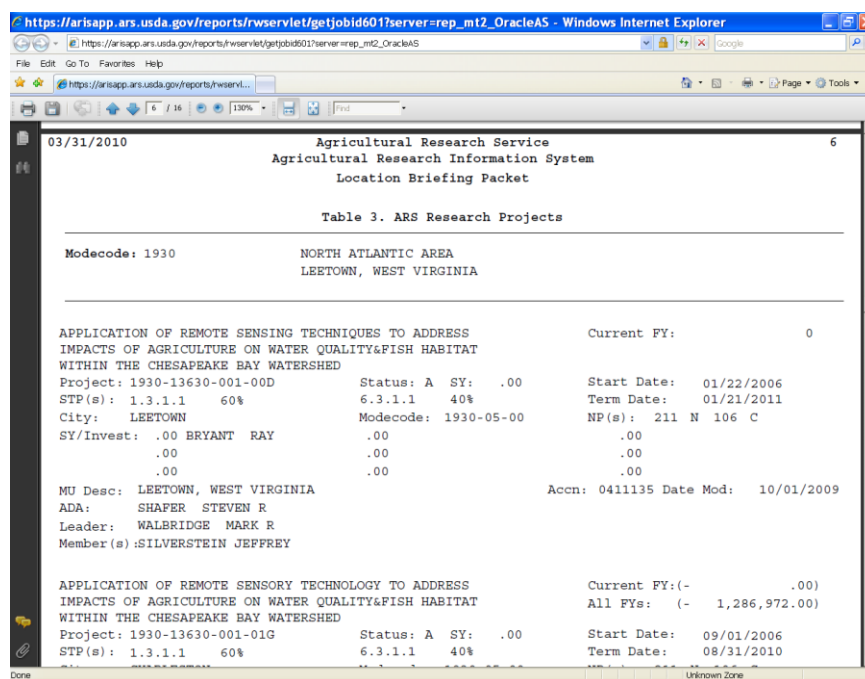 https://arisapp.ars.usda.gov/reports/rwservlet/getjobid601?server=rep_mt2_OracleAS - Windows Internet Explorer
https://arisapp.ars.usda.gov/reports/rwservlet/getjobid601?server=rep_mt2_OracleAS Google
File Edit Go To Favorites Help
https://arisapp.ars.usda.gov/reports/rwservl... Page Tools
6 / 16 130% Find
03/31/2010 Agricultural Research Service 6
Agricultural Research Information System
Location Briefing Packet
Table 3. ARS Research Projects
Modecode: 1930 NORTH ATLANTIC AREA
LEETOWN, WEST VIRGINIA
APPLICATION OF REMOTE SENSING TECHNIQUES TO ADDRESS Current FY: 0
IMPACTS OF AGRICULTURE ON WATER QUALITY&FISH HABITAT
WITHIN THE CHESAPEAKE BAY WATERSHED
Project: 1930-13630-001-00D Status: A SY: .00 Start Date: 01/22/2006
STP(s): 1.3.1.1 60% 6.3.1.1 40% Term Date: 01/21/2011
City: LEETOWN Modecode: 1930-05-00 NP(s): 211 N 106 C
SY/Invest: .00 BRYANT RAY .00 .00
.00 .00 .00
.00 .00 .00
MU Desc: LEETOWN, WEST VIRGINIA Accn: 0411135 Date Mod: 10/01/2009
ADA: SHAFER STEVEN R
Leader: WALBRIDGE MARK R
Member(s):SILVERSTEIN JEFFREY
APPLICATION OF REMOTE SENSORY TECHNOLOGY TO ADDRESS Current FY:(- .00)
IMPACTS OF AGRICULTURE ON WATER QUALITY&FISH HABITAT All FYs: (- 1,286,972.00)
WITHIN THE CHESAPEAKE BAY WATERSHED
Project: 1930-13630-001-01G Status: A SY: .00 Start Date: 09/01/2006
STP(s): 1.3.1.1 60% 6.3.1.1 40% Term Date: 08/31/2010
Done Unknown Zone